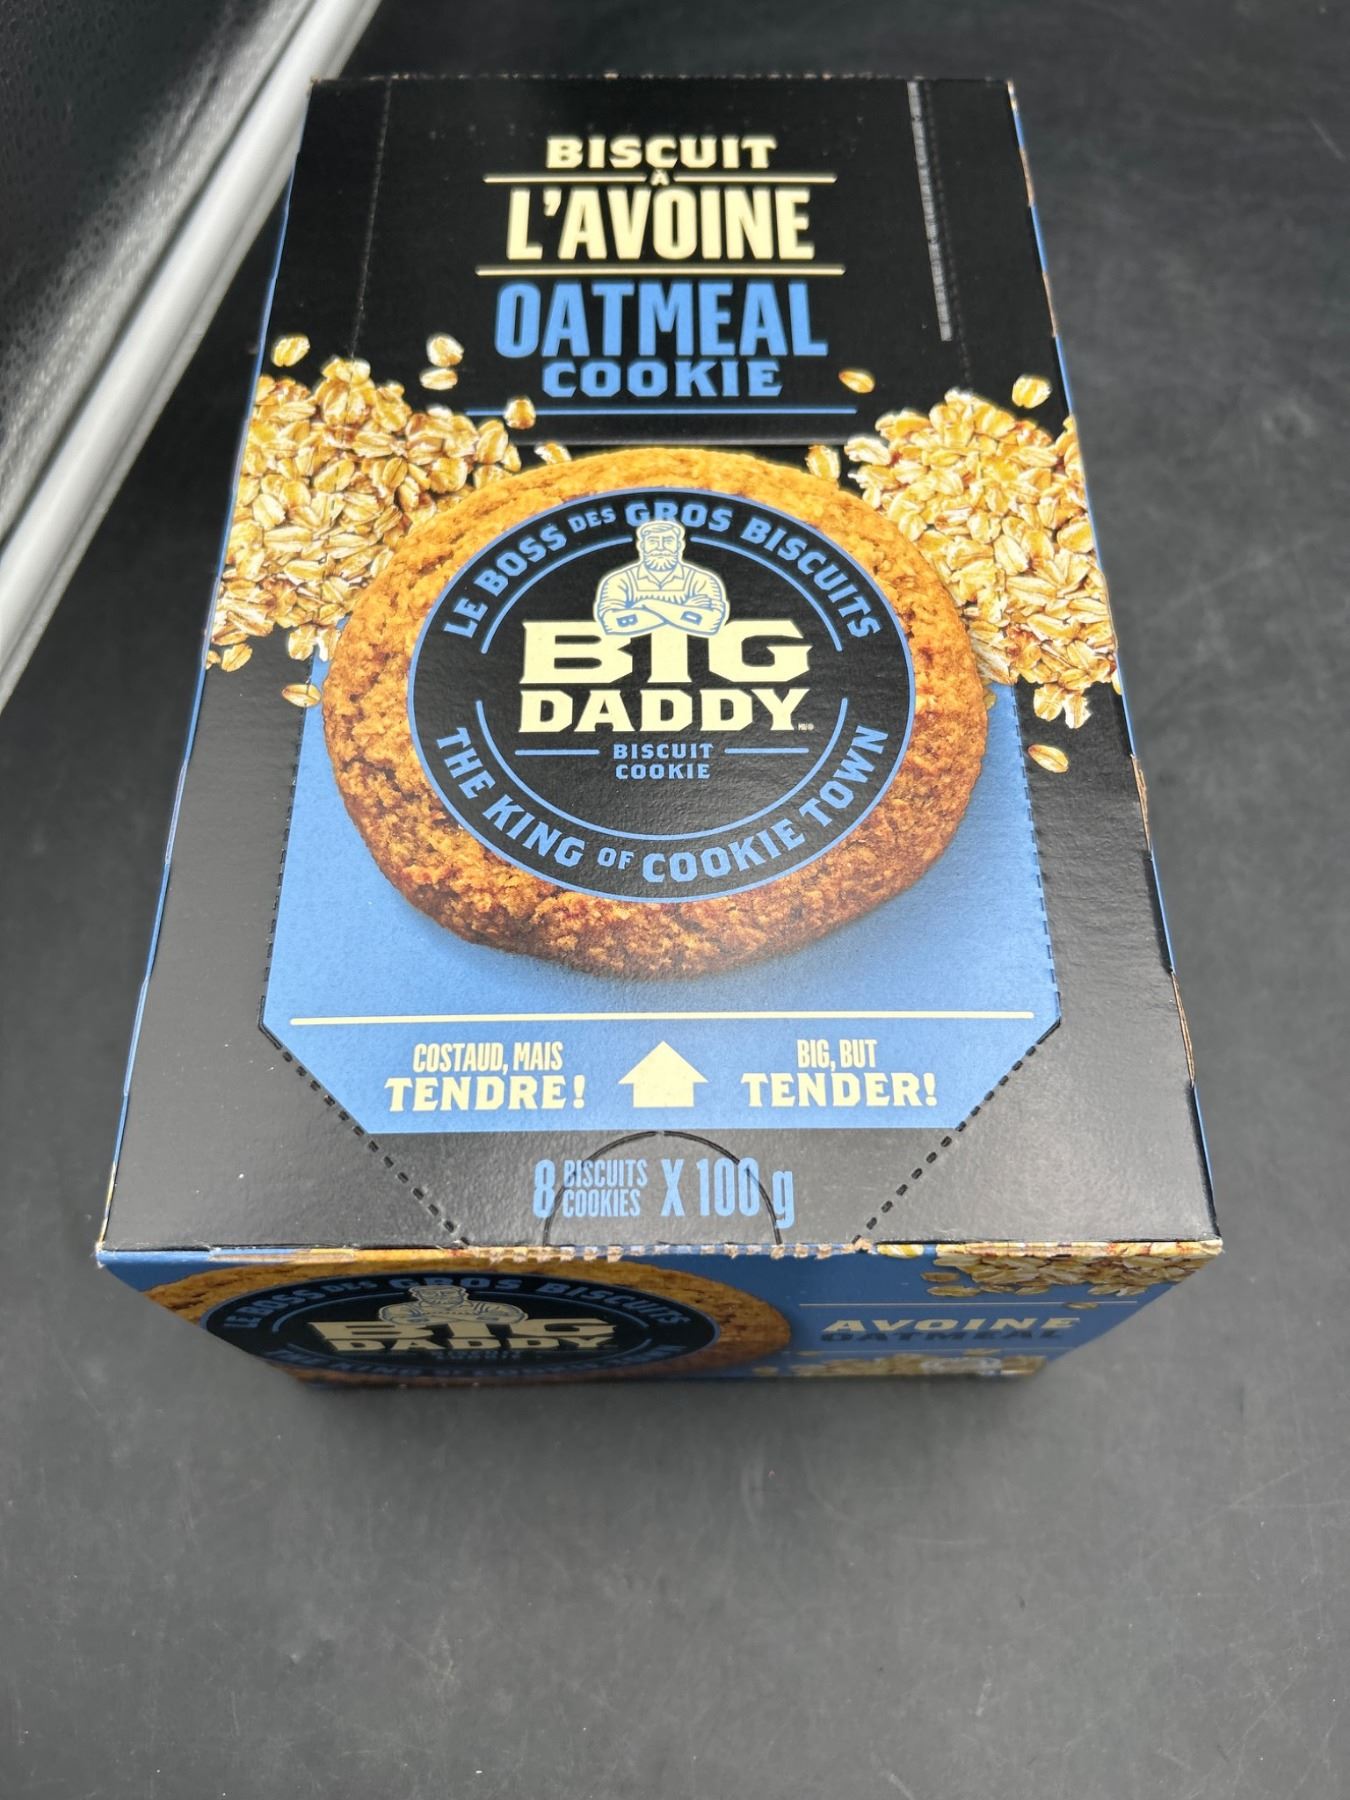 BISCUIT
À
L'AVOINE
OATMEAL
COOKIE
LE BOSS DES GROS BISCUITS
B D
BIG
DADDY
BISCUIT
COOKIE
THE KING OF COOKIE TOWN
COSTAUD, MAIS
TENDRE!
BIG, BUT
TENDER!
8 BISCUITS
COOKIES X 100 g
LE BOSS DES GROS BISCUITS
BIG
DADDY
AVOINE
OATMEAL